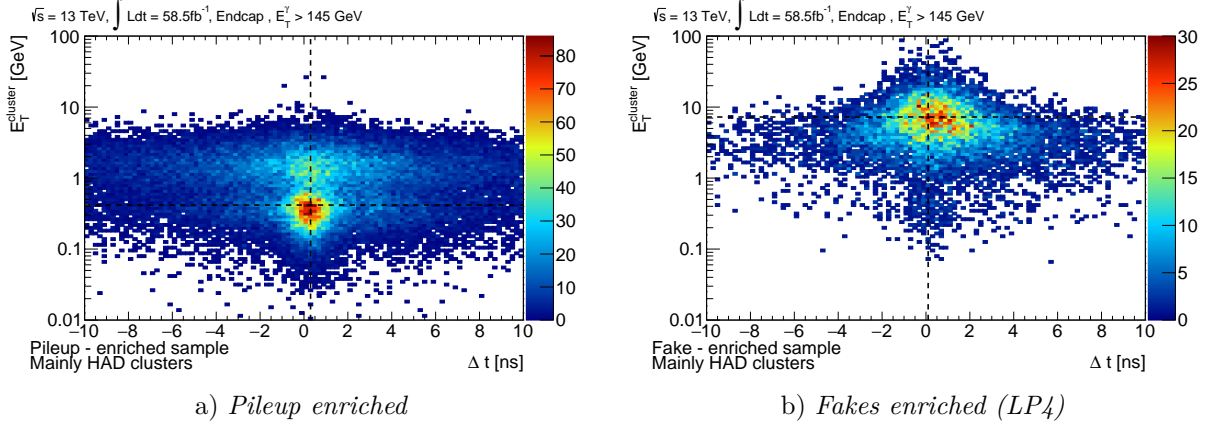 √s = 13 TeV, ∫ Ldt = 58.5fb⁻¹, Endcap , E_T^γ > 145 GeV
E_T^cluster [GeV]
100
10
1
0.1
0.01
−10 −8 −6 −4 −2 0 2 4 6 8 10
80
70
60
50
40
30
20
10
0
Pileup - enriched sample
Mainly HAD clusters
Δ t [ns]
a) Pileup enriched
√s = 13 TeV, ∫ Ldt = 58.5fb⁻¹, Endcap , E_T^γ > 145 GeV
E_T^cluster [GeV]
100
10
1
0.1
0.01
−10 −8 −6 −4 −2 0 2 4 6 8 10
30
25
20
15
10
5
0
Fake - enriched sample
Mainly HAD clusters
Δ t [ns]
b) Fakes enriched (LP4)